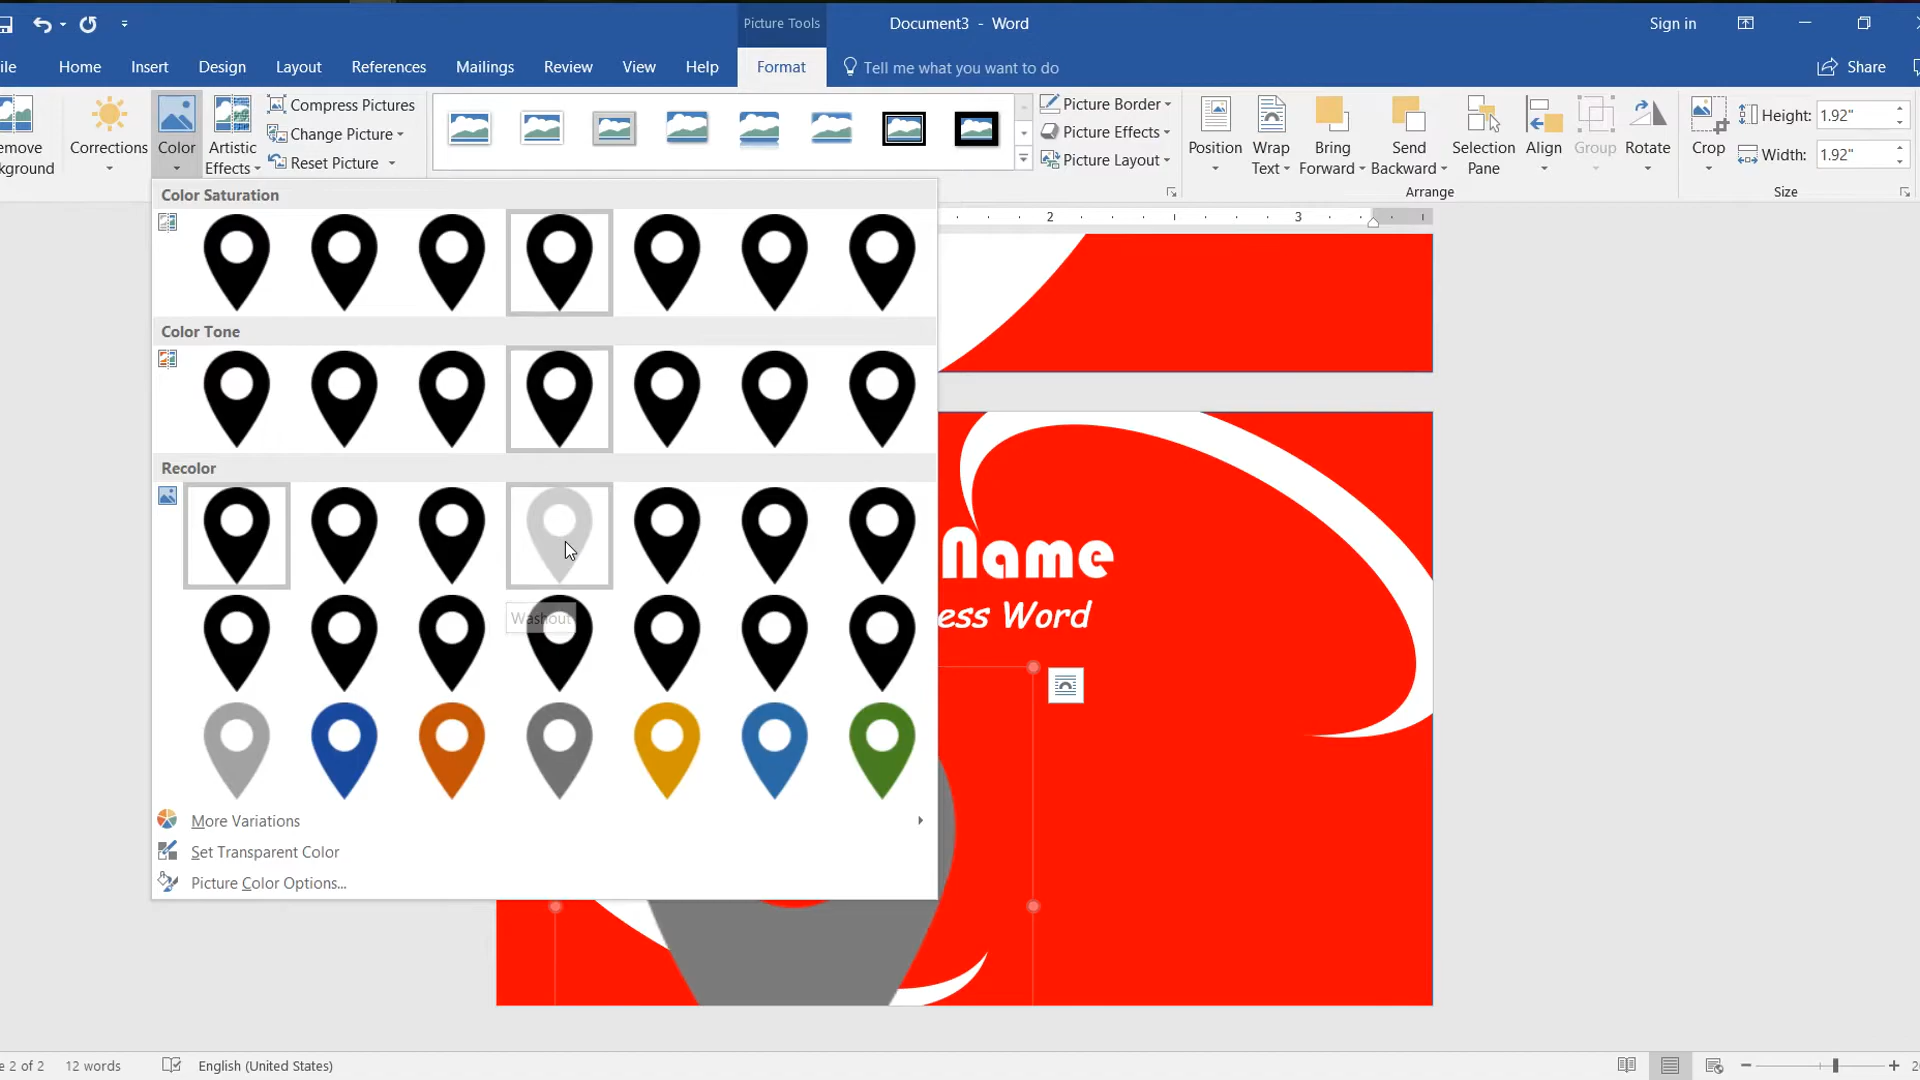 Picture Tools
Document3 - Word
Sign in
ile
Home
Insert
Design
Layout
References
Mailings
Review
View
Help
Format
Tell me what you want to do
Share
emove
kground
Corrections
Color
Artistic
Effects
Compress Pictures
Change Picture
Reset Picture
Picture Border
Picture Effects
Picture Layout
Position
Wrap
Text
Bring
Forward
Send
Backward
Selection
Pane
Align
Group
Rotate
Arrange
Crop
Height: 1.92"
Width: 1.92"
Size
Color Saturation
2
3
Color Tone
Recolor
Washout
Name
ess Word
More Variations
Set Transparent Color
Picture Color Options...
e 2 of 2
12 words
English (United States)